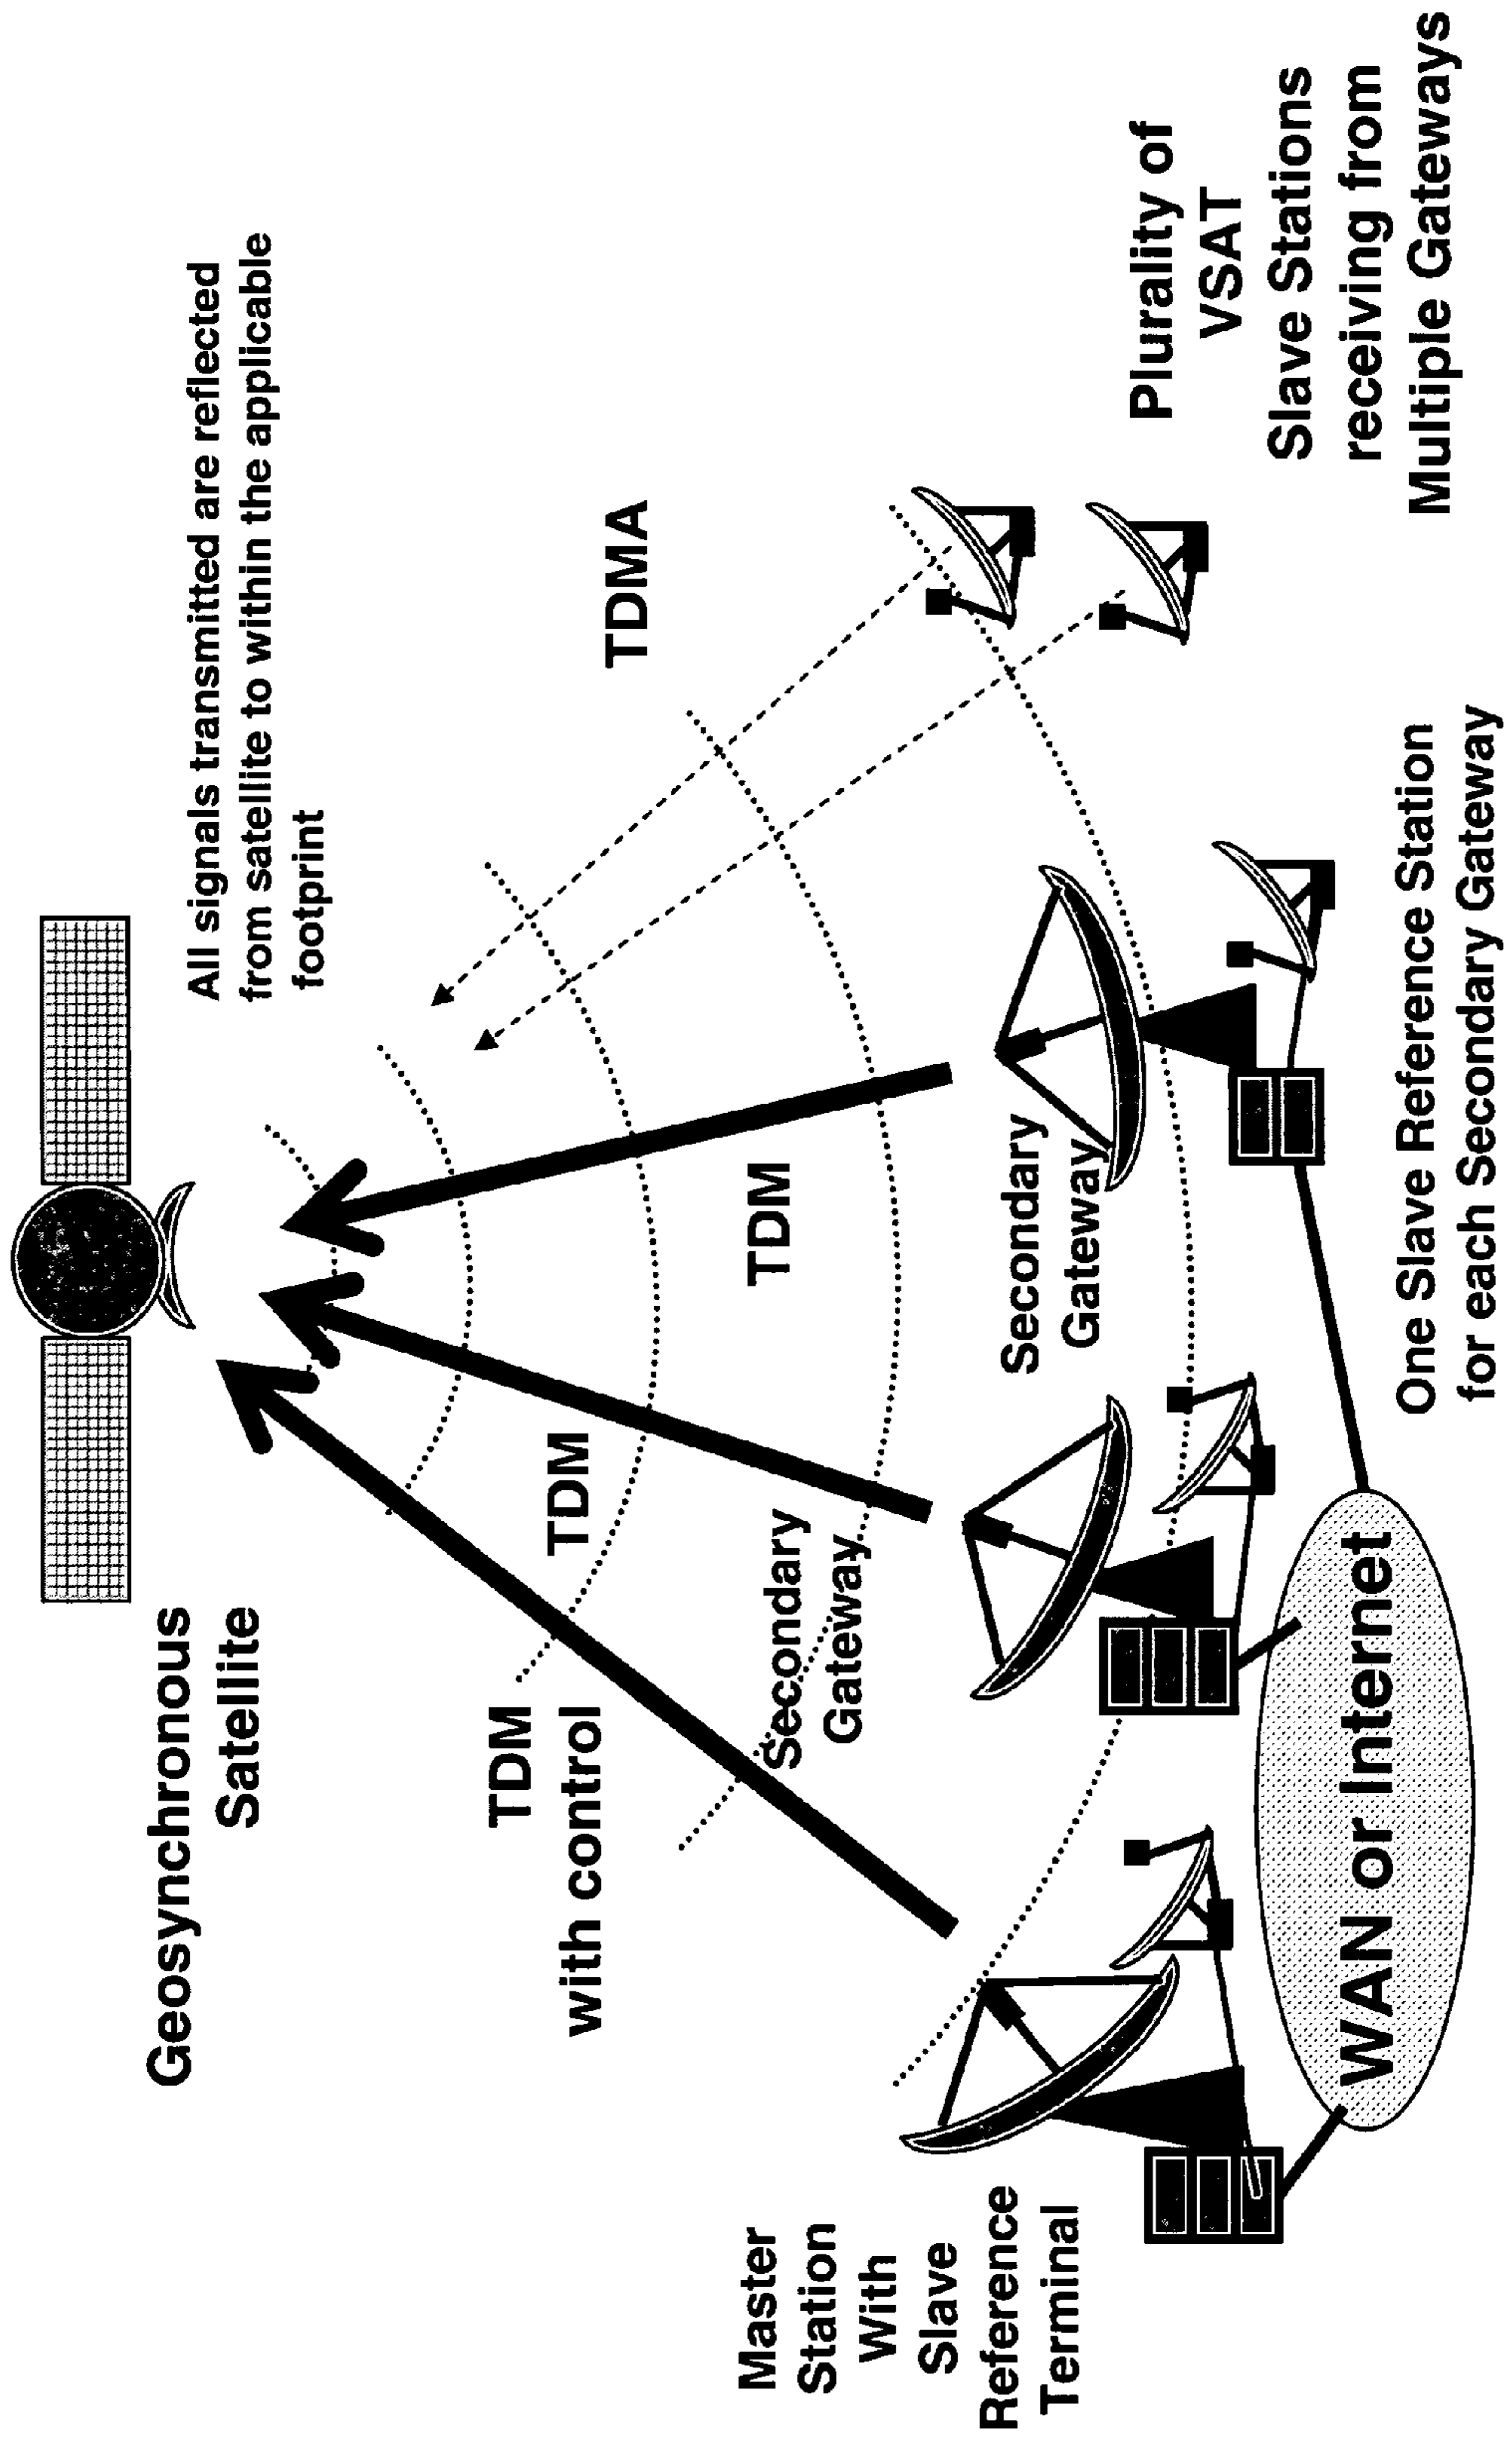 Geosynchronous
Satellite
All signals transmitted are reflected
from satellite to within the applicable
footprint
TDM
with control
TDM
TDM
TDMA
Master
Station
With
Slave
Reference
Terminal
Secondary
Gateway
Secondary
Gateway
Plurality of
VSAT
Slave Stations
receiving from
Multiple Gateways
WAN or Internet
One Slave Reference Station
for each Secondary Gateway